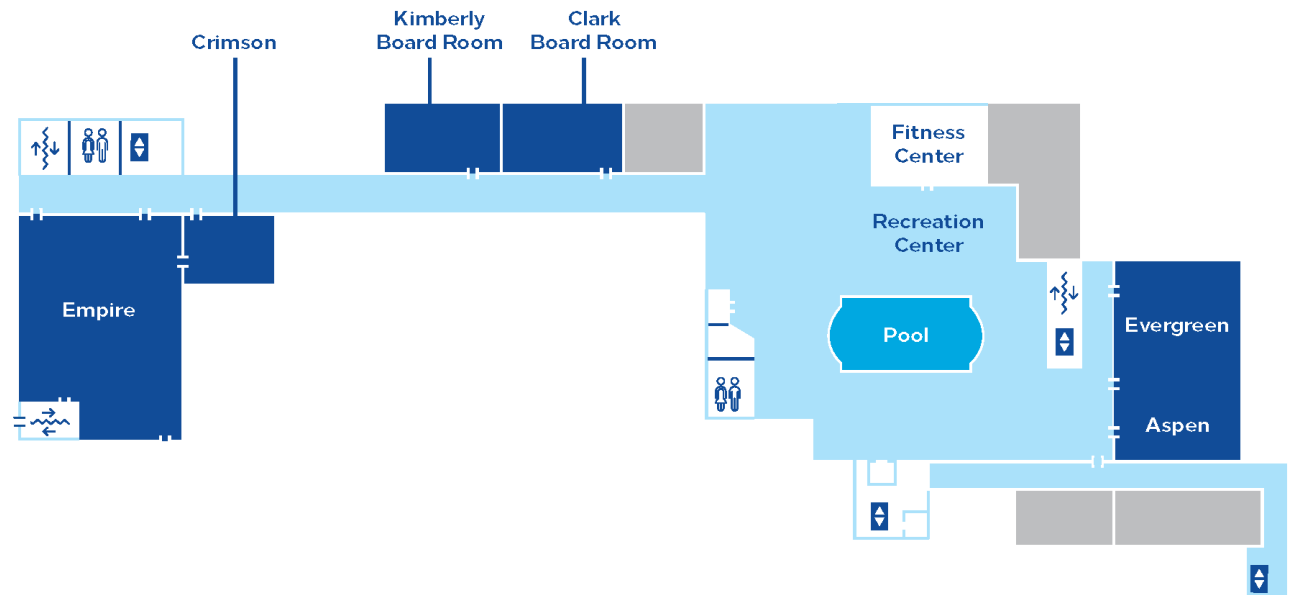 Kimberly
Board Room
Clark
Board Room
Crimson
Fitness
Center
Recreation
Center
Empire
Pool
Evergreen
Aspen